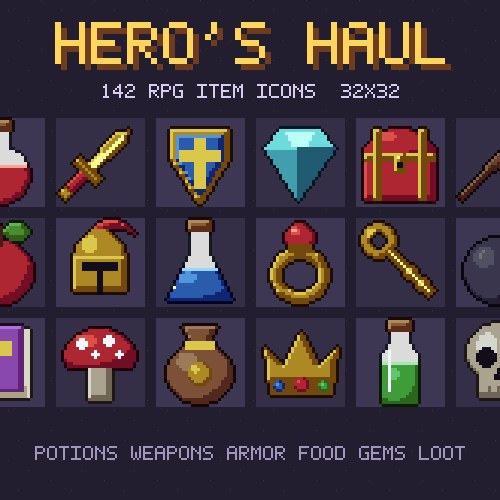 HERO'S HAUL
142 RPG ITEM ICONS 32X32
POTIONS WEAPONS ARMOR FOOD GEMS LOOT